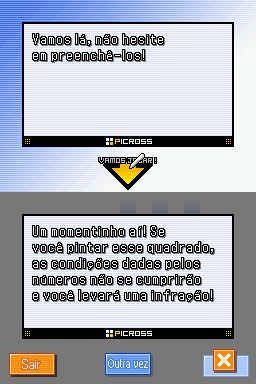 Vamos lá, não hesite
em preenchê-los!
PICROSS
VAMOS JOGAR!
Um momentinho aí! Se
você pintar esse quadrado,
as condições dadas pelos
números não se cumprirão
e você levará uma infração!
PICROSS
Sair
Outra vez